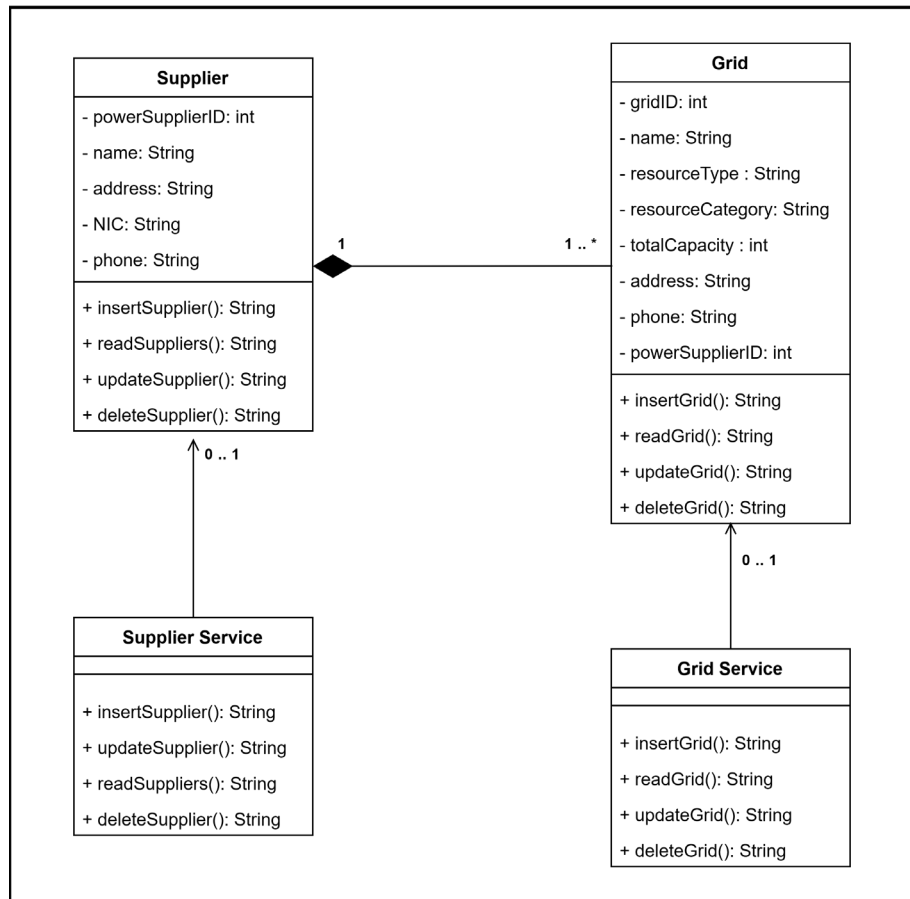 Supplier
- powerSupplierID: int
- name: String
- address: String
- NIC: String
- phone: String
+ insertSupplier(): String
+ readSuppliers(): String
+ updateSupplier(): String
+ deleteSupplier(): String
1
1 .. *
Grid
- gridID: int
- name: String
- resourceType : String
- resourceCategory: String
- totalCapacity : int
- address: String
- phone: String
- powerSupplierID: int
+ insertGrid(): String
+ readGrid(): String
+ updateGrid(): String
+ deleteGrid(): String
0 .. 1
Supplier Service
+ insertSupplier(): String
+ updateSupplier(): String
+ readSuppliers(): String
+ deleteSupplier(): String
0 .. 1
Grid Service
+ insertGrid(): String
+ readGrid(): String
+ updateGrid(): String
+ deleteGrid(): String